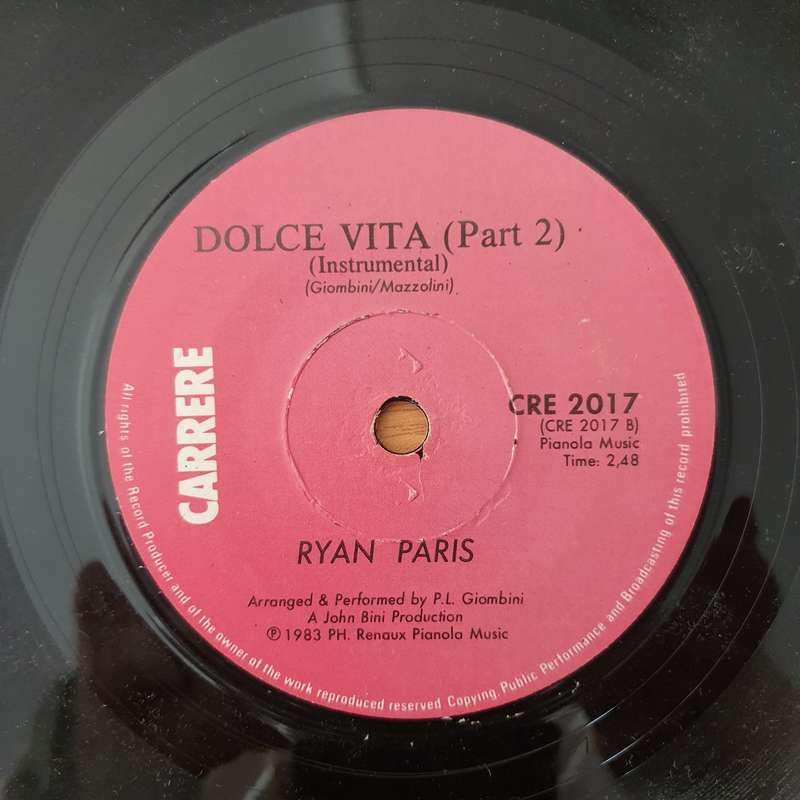 DOLCE VITA (Part 2)
(Instrumental)
(Giombini/Mazzolini)
CARRERE
CRE 2017
(CRE 2017 B)
Pianola Music
Time: 2,48
RYAN PARIS
Arranged & Performed by P.L. Giombini
A John Bini Production
℗ 1983 PH. Renaux Pianola Music
All rights of the Record Producer and of the owner of the work reproduced reserved Copying, Public Performance and Broadcasting of this record prohibited